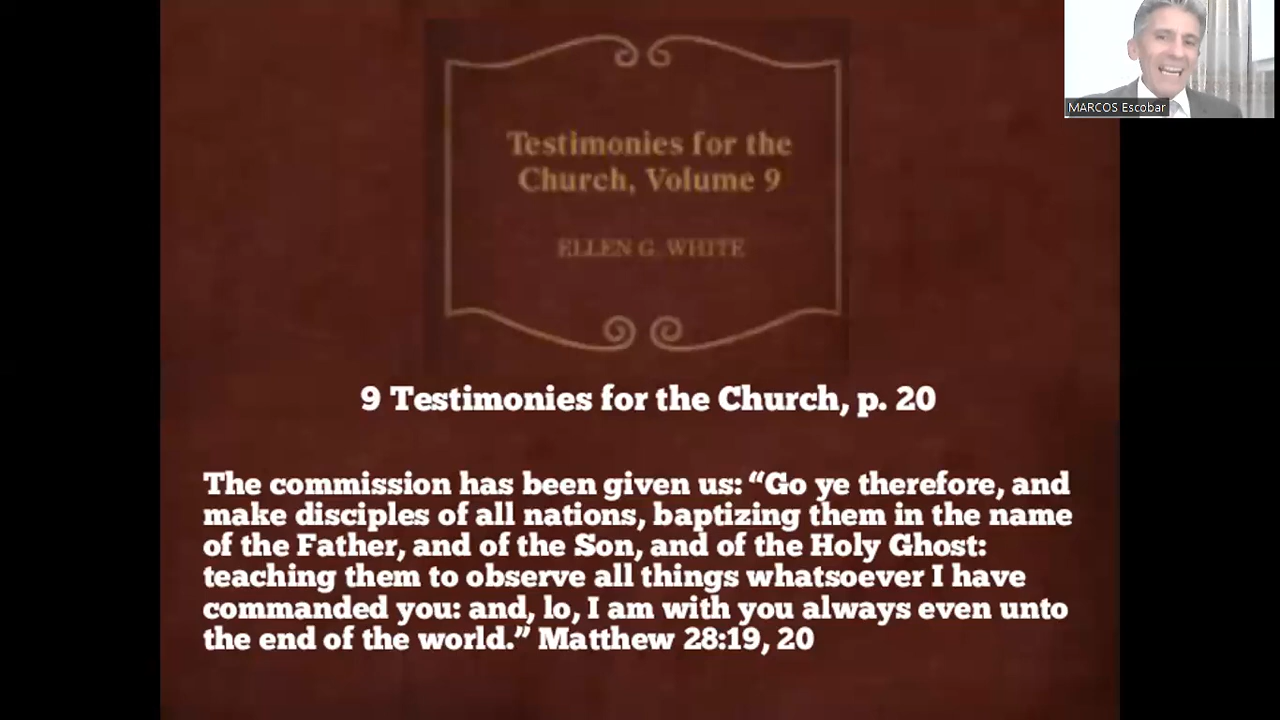 MARCOS Escobar
Testimonies for the
Church, Volume 9
ELLEN G. WHITE
9 Testimonies for the Church, p. 20
The commission has been given us: “Go ye therefore, and
make disciples of all nations, baptizing them in the name
of the Father, and of the Son, and of the Holy Ghost:
teaching them to observe all things whatsoever I have
commanded you: and, lo, I am with you always even unto
the end of the world.” Matthew 28:19, 20